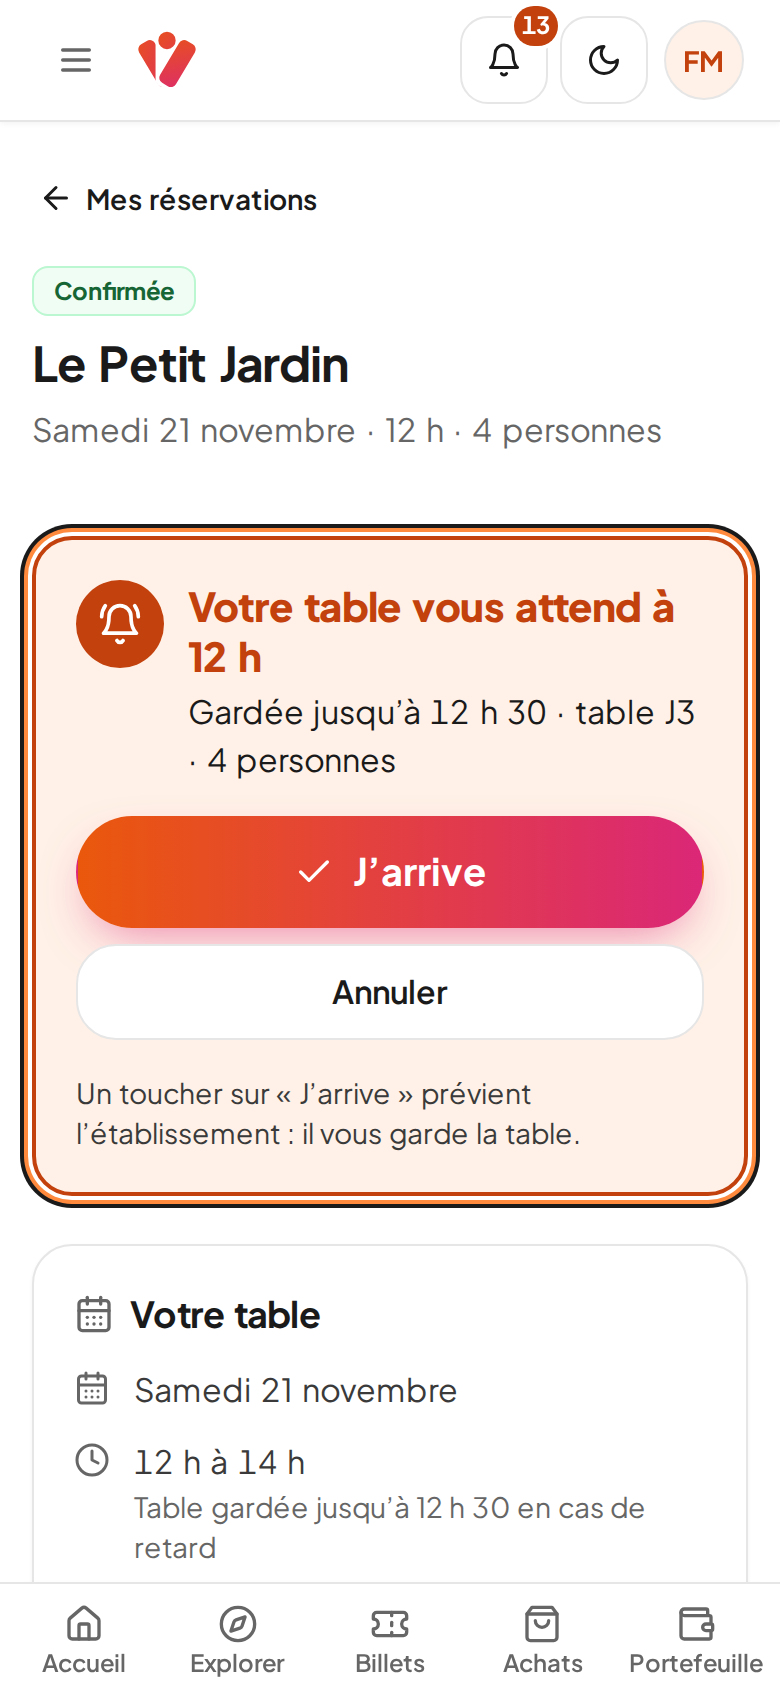 13
FM
Mes réservations
Confirmée
Le Petit Jardin
Samedi 21 novembre · 12 h · 4 personnes
Votre table vous attend à
12 h
Gardée jusqu’à 12 h 30 · table J3
· 4 personnes
J’arrive
Annuler
Un toucher sur « J’arrive » prévient
l’établissement : il vous garde la table.
Votre table
Samedi 21 novembre
12 h à 14 h
Table gardée jusqu’à 12 h 30 en cas de
retard
Accueil
Explorer
Billets
Achats
Portefeuille